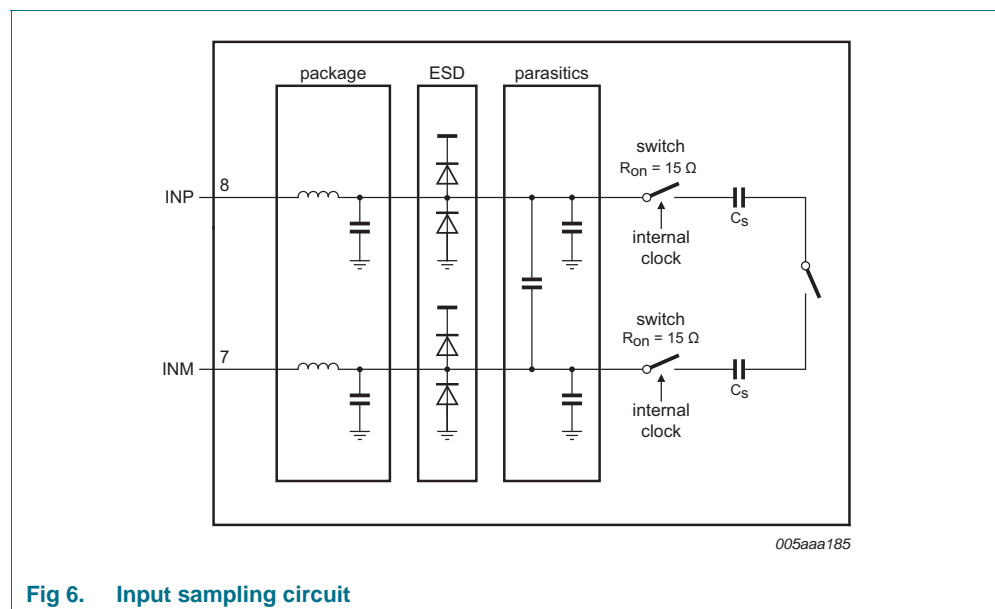 package
ESD
parasitics
switch
Ron = 15 Ω
INP
8
Cs
internal
clock
switch
Ron = 15 Ω
INM
7
Cs
internal
clock
005aaa185
Fig 6. Input sampling circuit